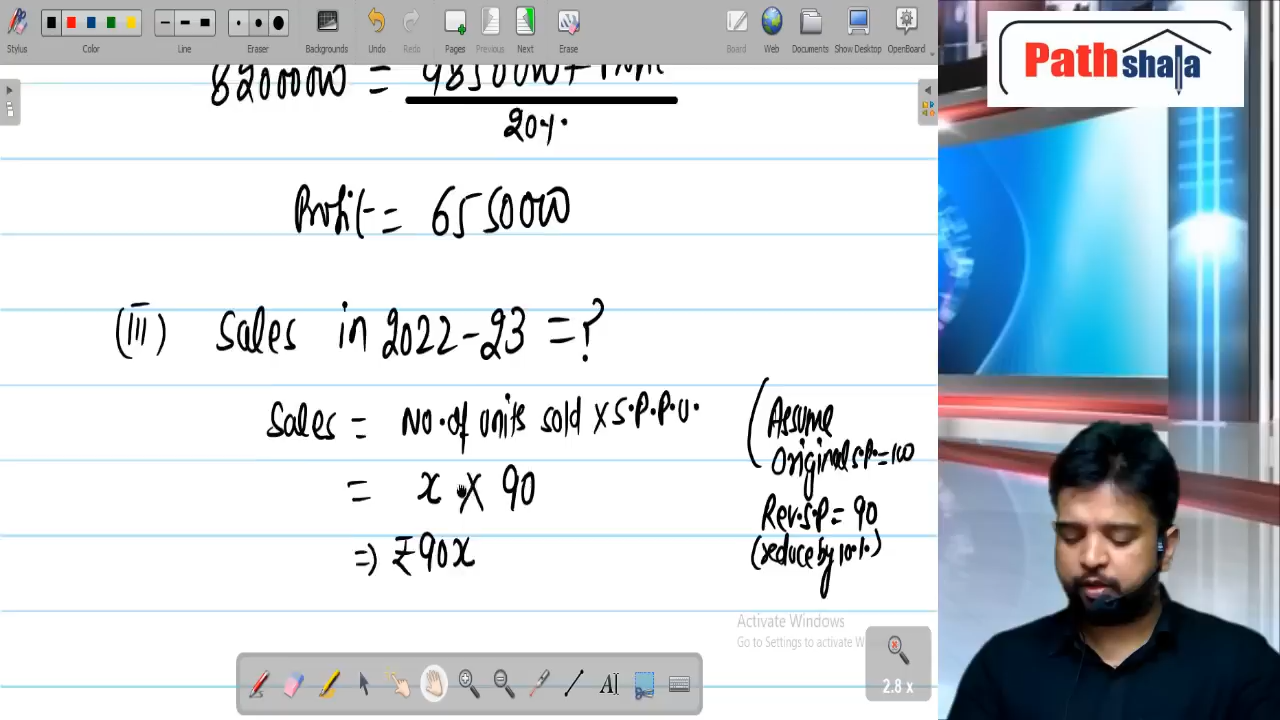 Stylus
Color
Line
Eraser
Backgrounds
Undo
Redo
Pages
Previous
Next
Erase
Board
Web
Documents
Show Desktop
OpenBoard
Path shala
8200000 =
20%
Profit = 6550000
(iii) Sales in 2022-23 = ?
Sales = No. of units sold X S.P.P.U.
= x X 90
=> ₹90x
(Assume
Original S.P. = 100
Rev. S.P = 90
(reduce by 10%)
Activate Windows
Go to Settings to activate W
2.8 x